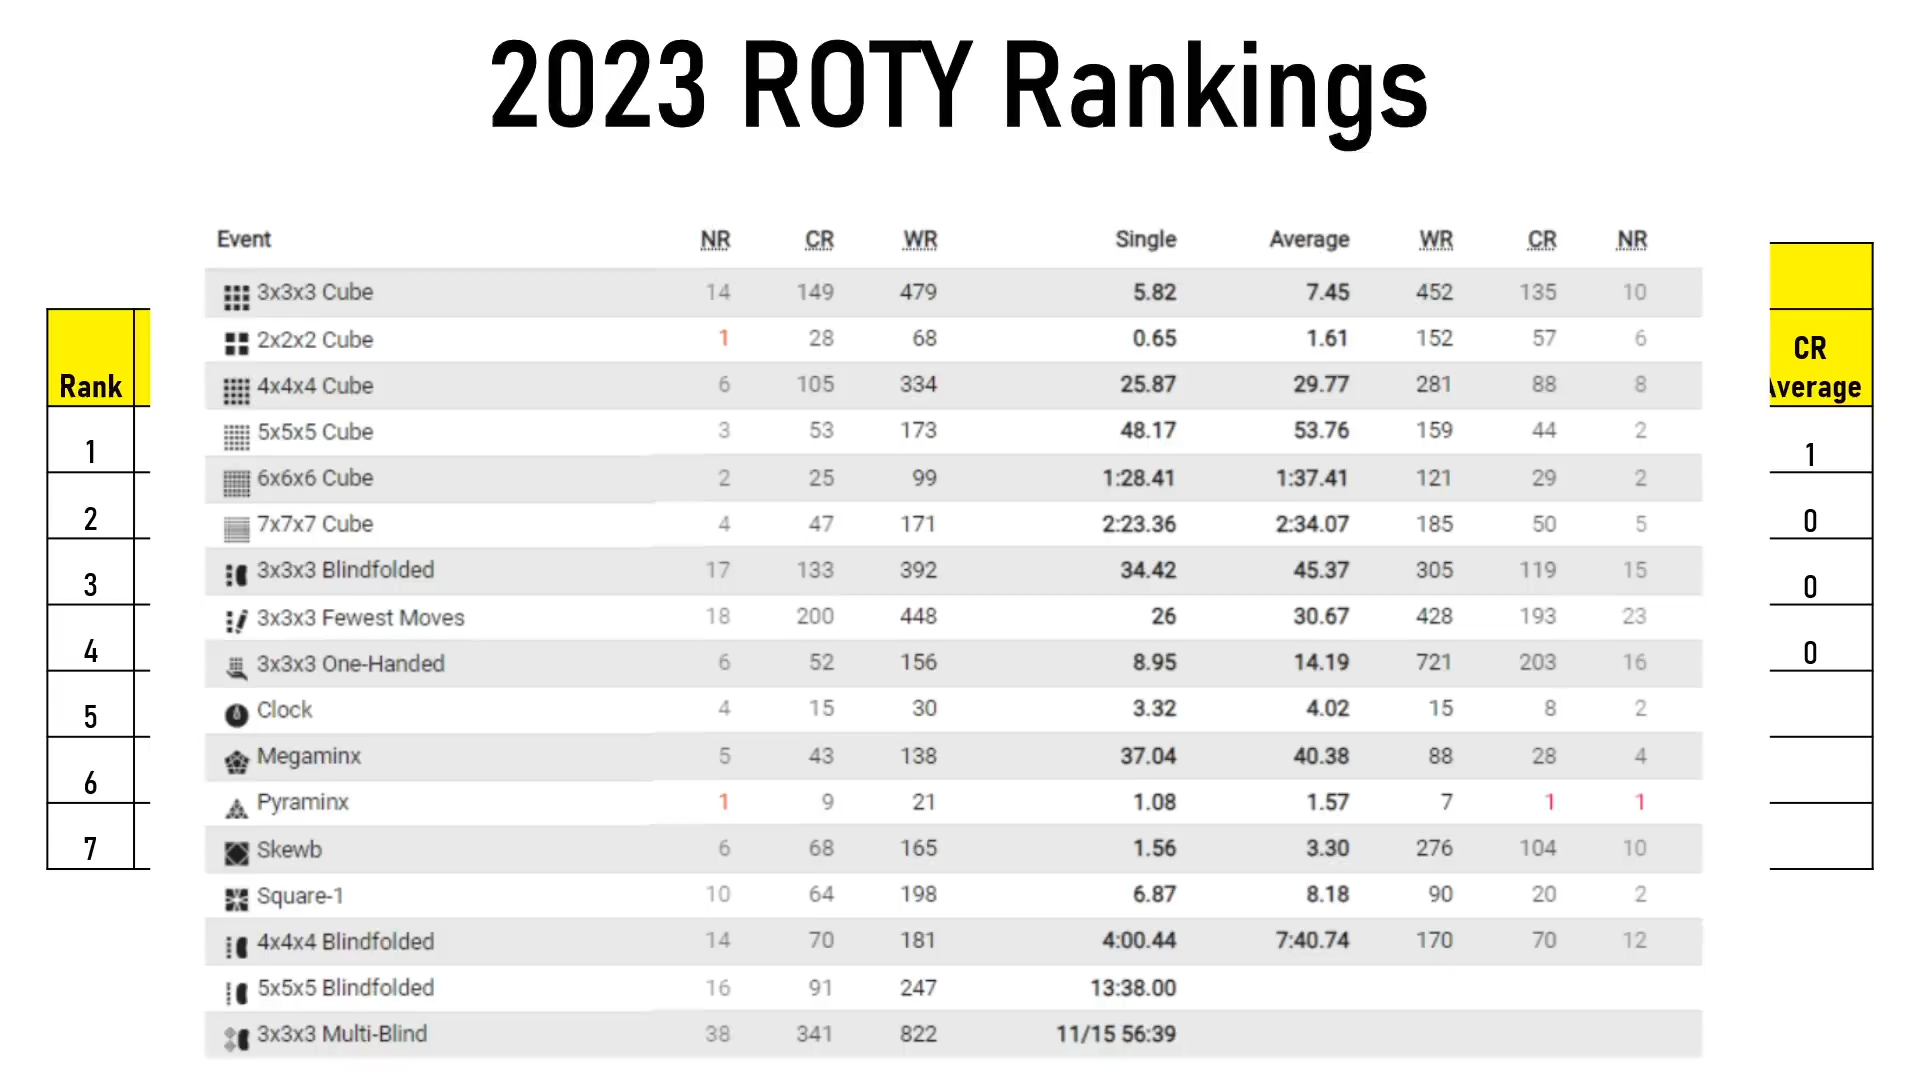 2023 ROTY Rankings
Event NR CR WR Single Average WR CR NR
3x3x3 Cube 14 149 479 5.82 7.45 452 135 10
2x2x2 Cube 1 28 68 0.65 1.61 152 57 6
4x4x4 Cube 6 105 334 25.87 29.77 281 88 8
5x5x5 Cube 3 53 173 48.17 53.76 159 44 2
6x6x6 Cube 2 25 99 1:28.41 1:37.41 121 29 2
7x7x7 Cube 4 47 171 2:23.36 2:34.07 185 50 5
3x3x3 Blindfolded 17 133 392 34.42 45.37 305 119 15
3x3x3 Fewest Moves 18 200 448 26 30.67 428 193 23
3x3x3 One-Handed 6 52 156 8.95 14.19 721 203 16
Clock 4 15 30 3.32 4.02 15 8 2
Megaminx 5 43 138 37.04 40.38 88 28 4
Pyraminx 1 9 21 1.08 1.57 7 1 1
Skewb 6 68 165 1.56 3.30 276 104 10
Square-1 10 64 198 6.87 8.18 90 20 2
4x4x4 Blindfolded 14 70 181 4:00.44 7:40.74 170 70 12
5x5x5 Blindfolded 16 91 247 13:38.00
3x3x3 Multi-Blind 38 341 822 11/15 56:39
Rank
1
2
3
4
5
6
7
CR
Average
1
0
0
0